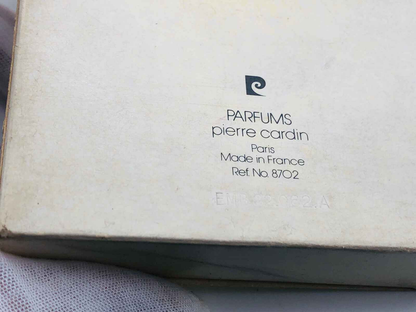 PARFUMS
pierre cardin
Paris
Made in France
Ref. No 8702